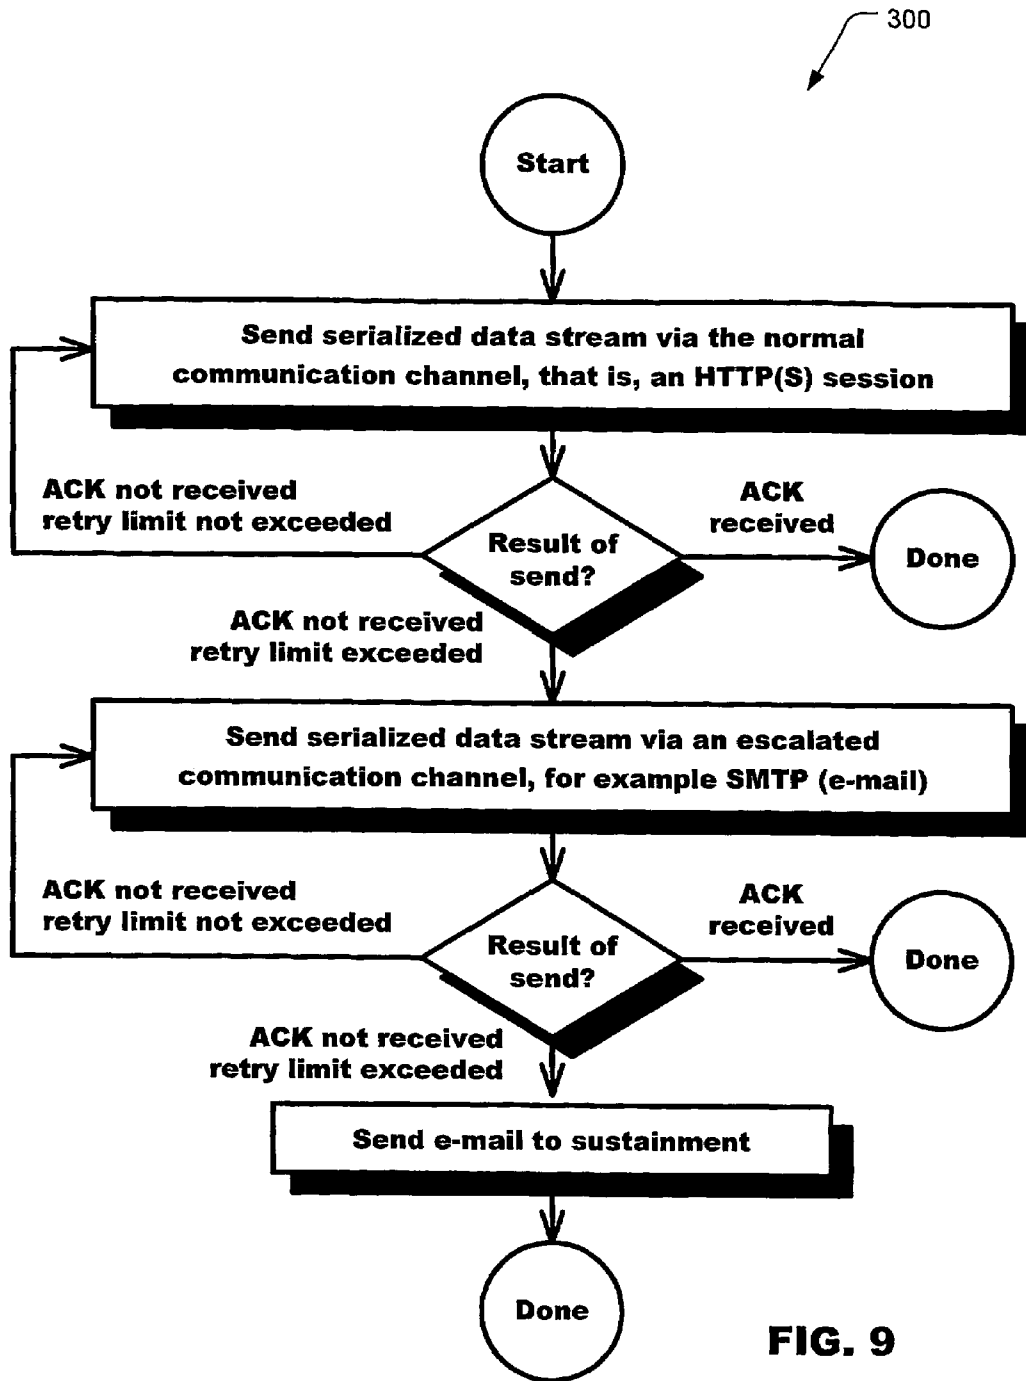 300
Start
Send serialized data stream via the normal
communication channel, that is, an HTTP(S) session
ACK not received
retry limit not exceeded
ACK
received
Result of
send?
Done
ACK not received
retry limit exceeded
Send serialized data stream via an escalated
communication channel, for example SMTP (e-mail)
ACK not received
retry limit not exceeded
ACK
received
Result of
send?
Done
ACK not received
retry limit exceeded
Send e-mail to sustainment
Done
FIG. 9